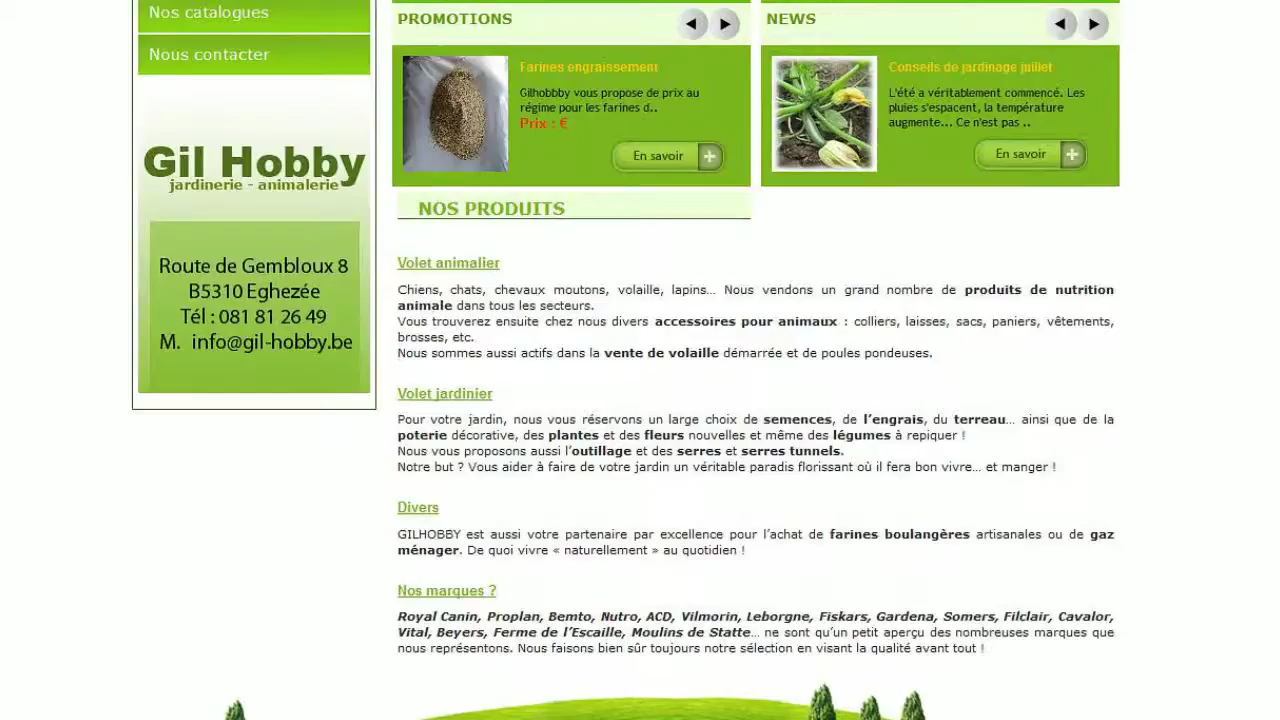 Nos catalogues
Nous contacter
Gil Hobby
jardinerie - animalerie
Route de Gembloux 8
B5310 Eghezée
Tél : 081 81 26 49
M. info@gil-hobby.be
PROMOTIONS
Farines engraissement
Gilhobbby vous propose de prix au
régime pour les farines d..
Prix : €
En savoir
NEWS
Conseils de jardinage juillet
L'été a véritablement commencé. Les
pluies s'espacent, la température
augmente... Ce n'est pas ..
En savoir
NOS PRODUITS
Volet animalier
Chiens, chats, chevaux moutons, volaille, lapins… Nous vendons un grand nombre de produits de nutrition
animale dans tous les secteurs.
Vous trouverez ensuite chez nous divers accessoires pour animaux : colliers, laisses, sacs, paniers, vêtements,
brosses, etc.
Nous sommes aussi actifs dans la vente de volaille démarrée et de poules pondeuses.
Volet jardinier
Pour votre jardin, nous vous réservons un large choix de semences, de l’engrais, du terreau… ainsi que de la
poterie décorative, des plantes et des fleurs nouvelles et même des légumes à repiquer !
Nous vous proposons aussi l’outillage et des serres et serres tunnels.
Notre but ? Vous aider à faire de votre jardin un véritable paradis florissant où il fera bon vivre… et manger !
Divers
GILHOBBY est aussi votre partenaire par excellence pour l’achat de farines boulangères artisanales ou de gaz
ménager. De quoi vivre « naturellement » au quotidien !
Nos marques ?
Royal Canin, Proplan, Bemto, Nutro, ACD, Vilmorin, Leborgne, Fiskars, Gardena, Somers, Filclair, Cavalor,
Vital, Beyers, Ferme de l’Escaille, Moulins de Statte… ne sont qu’un petit aperçu des nombreuses marques que
nous représentons. Nous faisons bien sûr toujours notre sélection en visant la qualité avant tout !